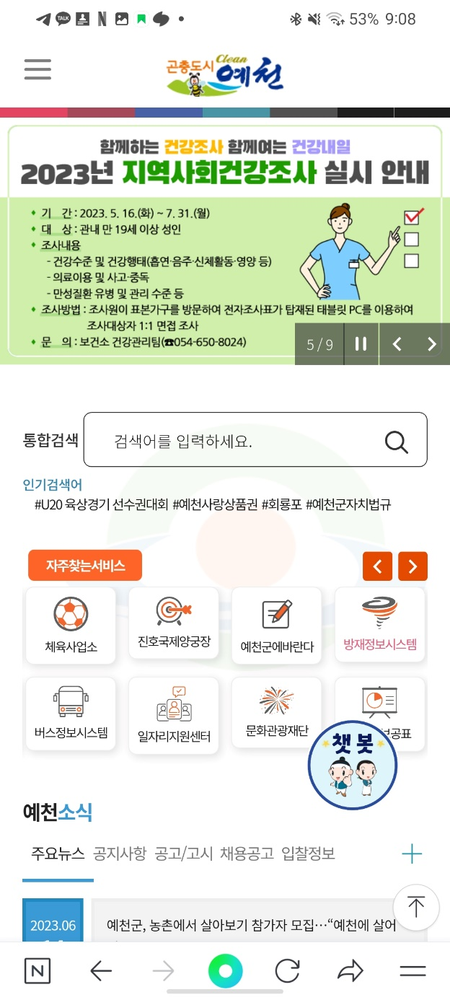 TALK N 53% 9:08
곤충도시 Clean 예천
함께하는 건강조사 함께여는 건강내일
2023년 지역사회건강조사 실시 안내
기 간 : 2023. 5. 16.(화) ~ 7. 31.(월)
대 상 : 관내 만 19세 이상 성인
조사내용
- 건강수준 및 건강행태(흡연·음주·신체활동·영양 등)
- 의료이용 및 사고·중독
- 만성질환 유병 및 관리 수준 등
조사방법 : 조사원이 표본가구를 방문하여 전자조사표가 탑재된 태블릿 PC를 이용하여
조사대상자 1:1 면접 조사
문 의 : 보건소 건강관리팀(☎054-650-8024)
5 / 9
통합검색 검색어를 입력하세요.
인기검색어
#U20 육상경기 선수권대회 #예천사랑상품권 #회룡포 #예천군자치법규
자주찾는서비스
체육사업소 진호국제양궁장 예천군에바란다 방재정보시스템
버스정보시스템 일자리지원센터 문화관광재단 공표
챗봇
예천소식
주요뉴스 공지사항 공고/고시 채용공고 입찰정보
2023.06 예천군, 농촌에서 살아보기 참가자 모집…“예천에 살어
N